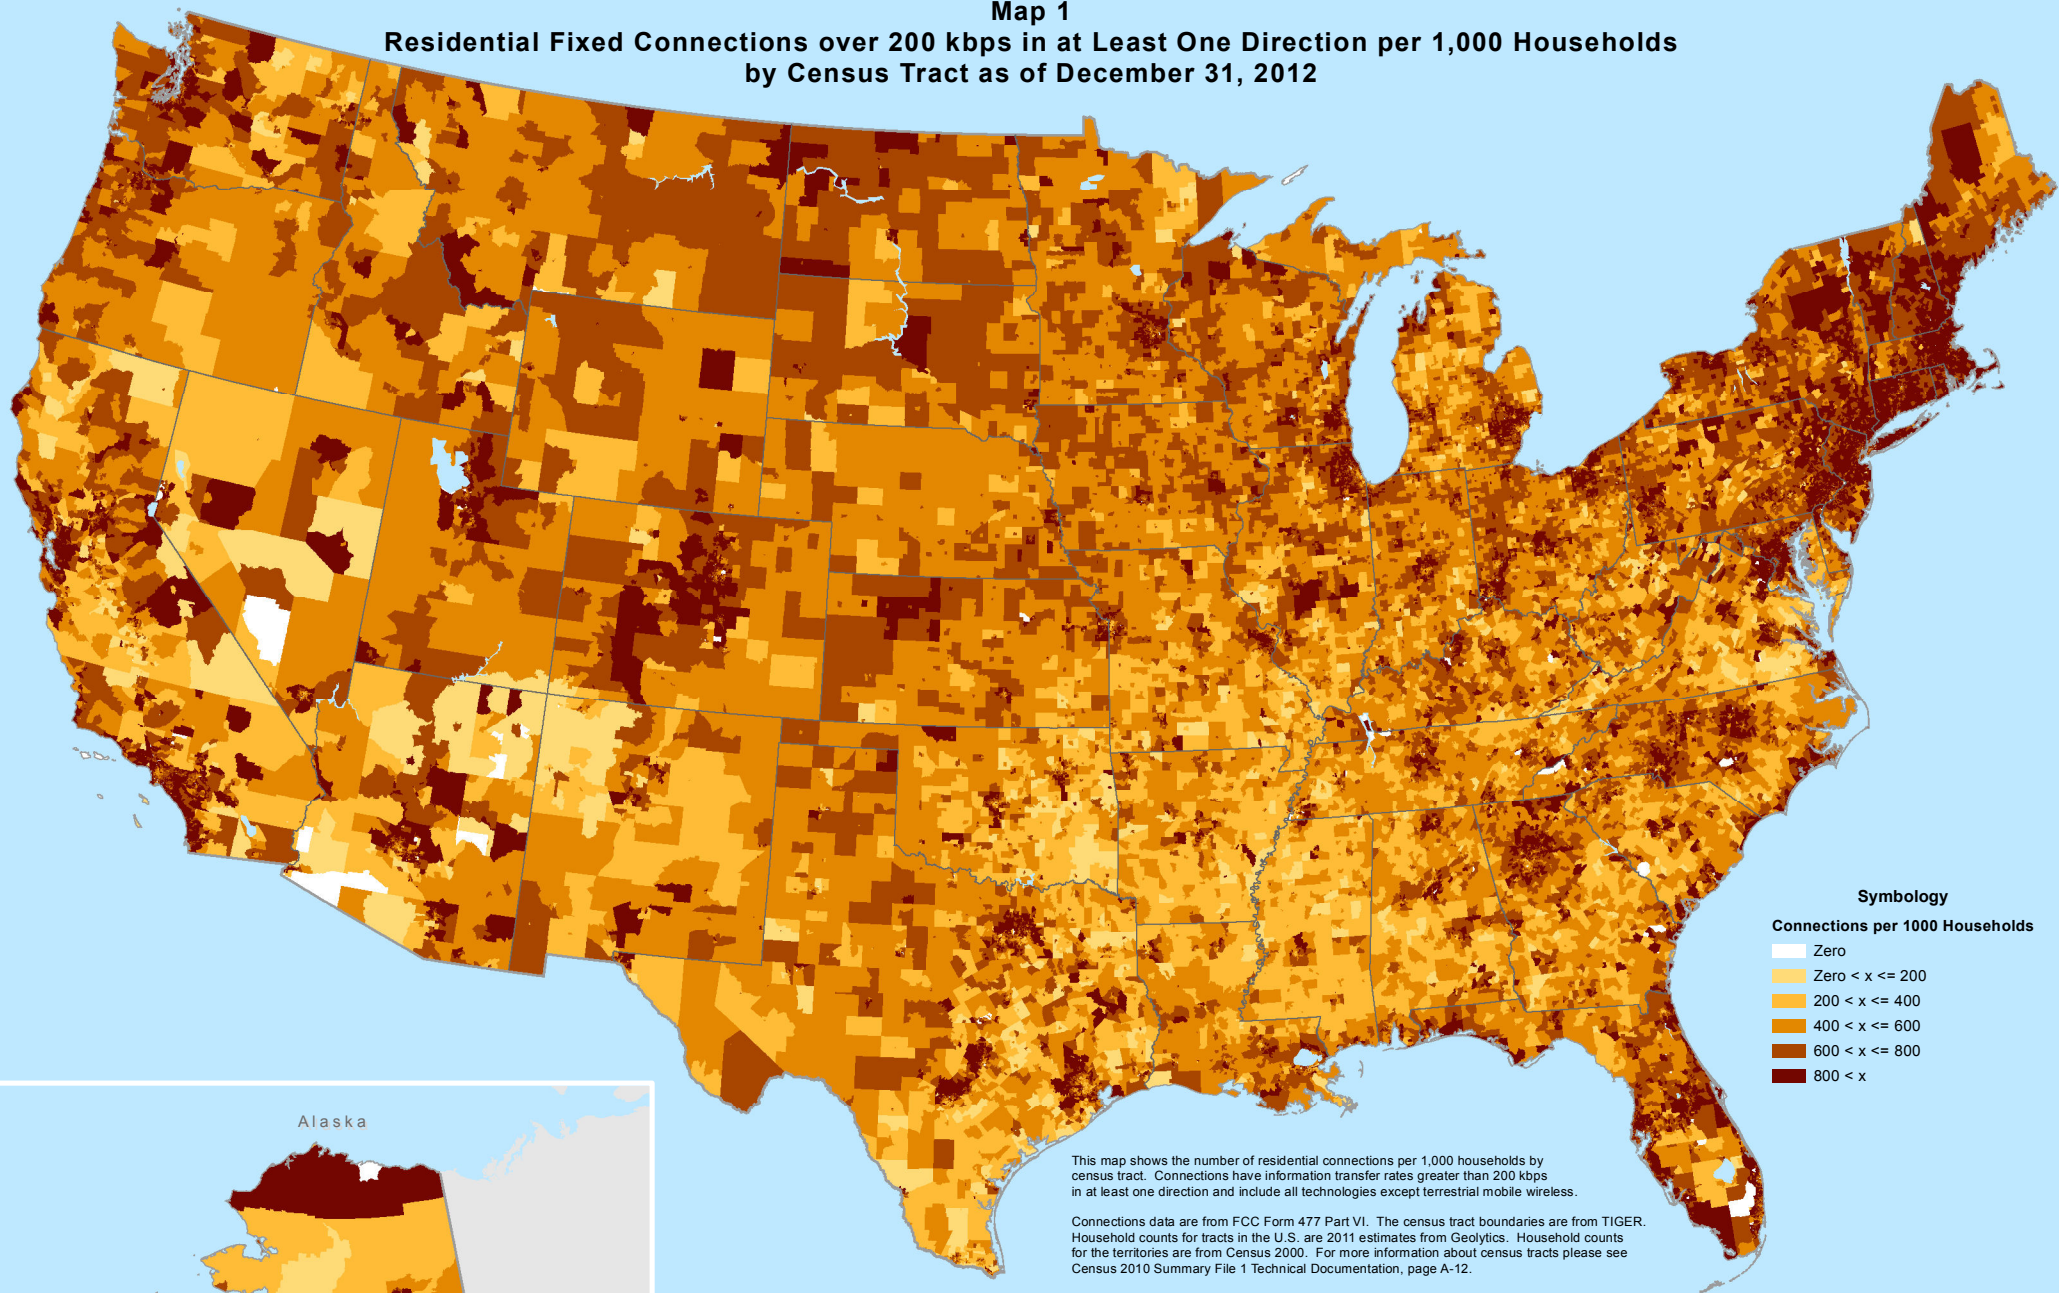 Map 1
Residential Fixed Connections over 200 kbps in at Least One Direction per 1,000 Households
by Census Tract as of December 31, 2012
Symbology
Connections per 1000 Households
Zero
Zero < x <= 200
200 < x <= 400
400 < x <= 600
600 < x <= 800
800 < x
Alaska
This map shows the number of residential connections per 1,000 households by
census tract. Connections have information transfer rates greater than 200 kbps
in at least one direction and include all technologies except terrestrial mobile wireless.
Connections data are from FCC Form 477 Part VI. The census tract boundaries are from TIGER.
Household counts for tracts in the U.S. are 2011 estimates from Geolytics. Household counts
for the territories are from Census 2000. For more information about census tracts please see
Census 2010 Summary File 1 Technical Documentation, page A-12.